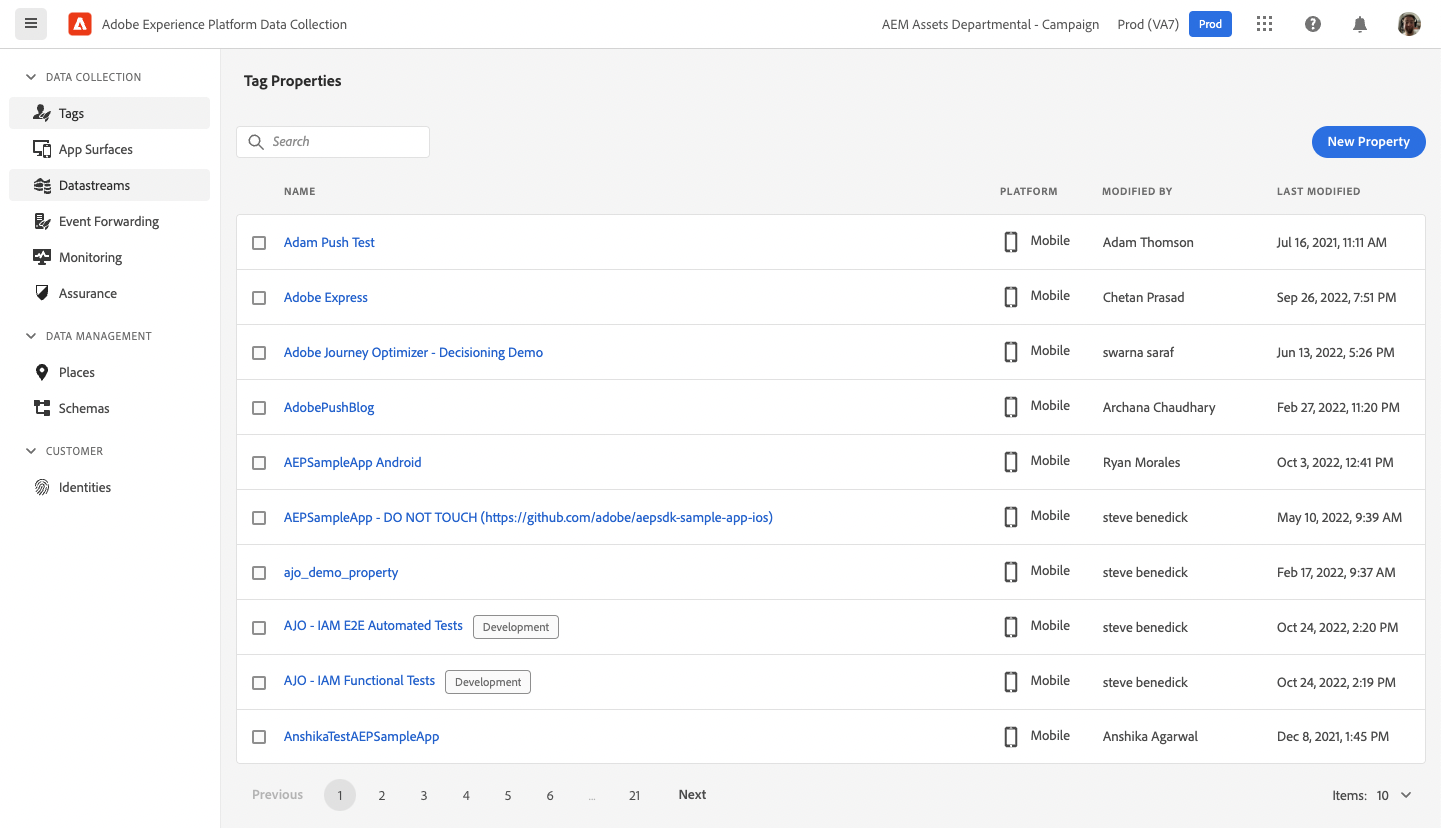 Adobe Experience Platform Data Collection
AEM Assets Departmental - Campaign
Prod (VA7)
Prod
DATA COLLECTION
Tags
App Surfaces
Datastreams
Event Forwarding
Monitoring
Assurance
DATA MANAGEMENT
Places
Schemas
CUSTOMER
Identities
Tag Properties
Search
New Property
NAME PLATFORM MODIFIED BY LAST MODIFIED
Adam Push Test Mobile Adam Thomson Jul 16, 2021, 11:11 AM
Adobe Express Mobile Chetan Prasad Sep 26, 2022, 7:51 PM
Adobe Journey Optimizer - Decisioning Demo Mobile swarna saraf Jun 13, 2022, 5:26 PM
AdobePushBlog Mobile Archana Chaudhary Feb 27, 2022, 11:20 PM
AEPSampleApp Android Mobile Ryan Morales Oct 3, 2022, 12:41 PM
AEPSampleApp - DO NOT TOUCH (https://github.com/adobe/aepsdk-sample-app-ios) Mobile steve benedick May 10, 2022, 9:39 AM
ajo_demo_property Mobile steve benedick Feb 17, 2022, 9:37 AM
AJO - IAM E2E Automated Tests Development Mobile steve benedick Oct 24, 2022, 2:20 PM
AJO - IAM Functional Tests Development Mobile steve benedick Oct 24, 2022, 2:19 PM
AnshikaTestAEPSampleApp Mobile Anshika Agarwal Dec 8, 2021, 1:45 PM
Previous 1 2 3 4 5 6 ... 21 Next
Items: 10